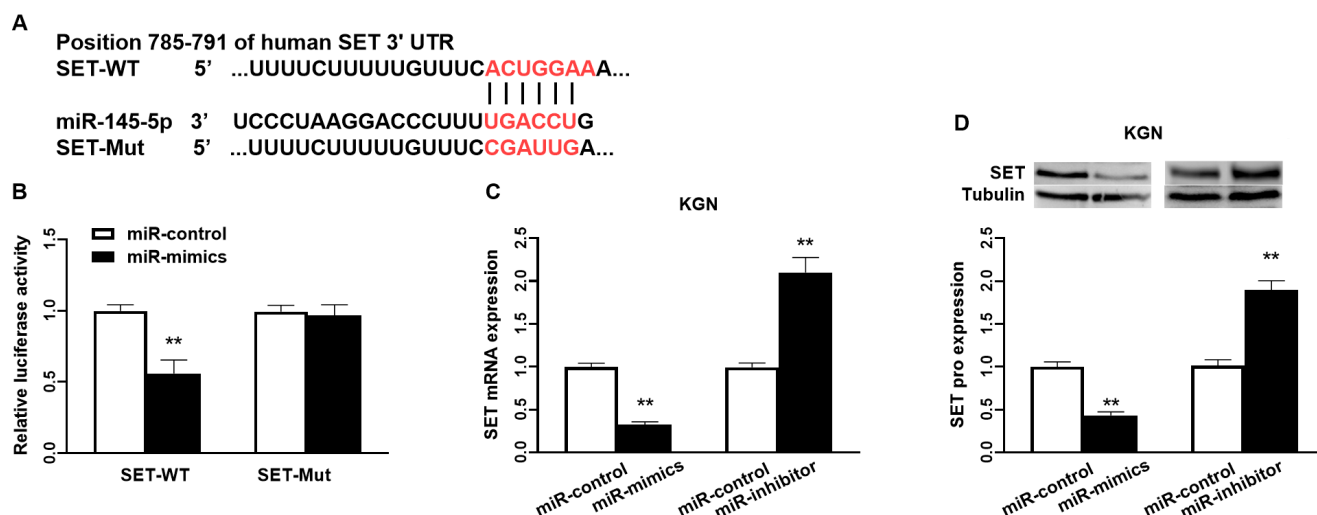 A
Position 785-791 of human SET 3' UTR
SET-WT 5’ ...UUUUCUUUUUGUUUCACUGGAAA...
miR-145-5p 3’ UCCCUAAGGACCCUUUUGACCUG
SET-Mut 5’ ...UUUUCUUUUUGUUUCCGAUUGA...
B
miR-control
miR-mimics
Relative luciferase activity
1.5
1.0
0.5
0.0
SET-WT SET-Mut
C
KGN
SET mRNA expression
2.5
2.0
1.5
1.0
0.5
0.0
**
**
**
miR-control
miR-mimics
miR-control
miR-inhibitor
D
KGN
SET
Tubulin
SET pro expression
2.5
2.0
1.5
1.0
0.5
0.0
**
**
miR-control
miR-mimics
miR-control
miR-inhibitor